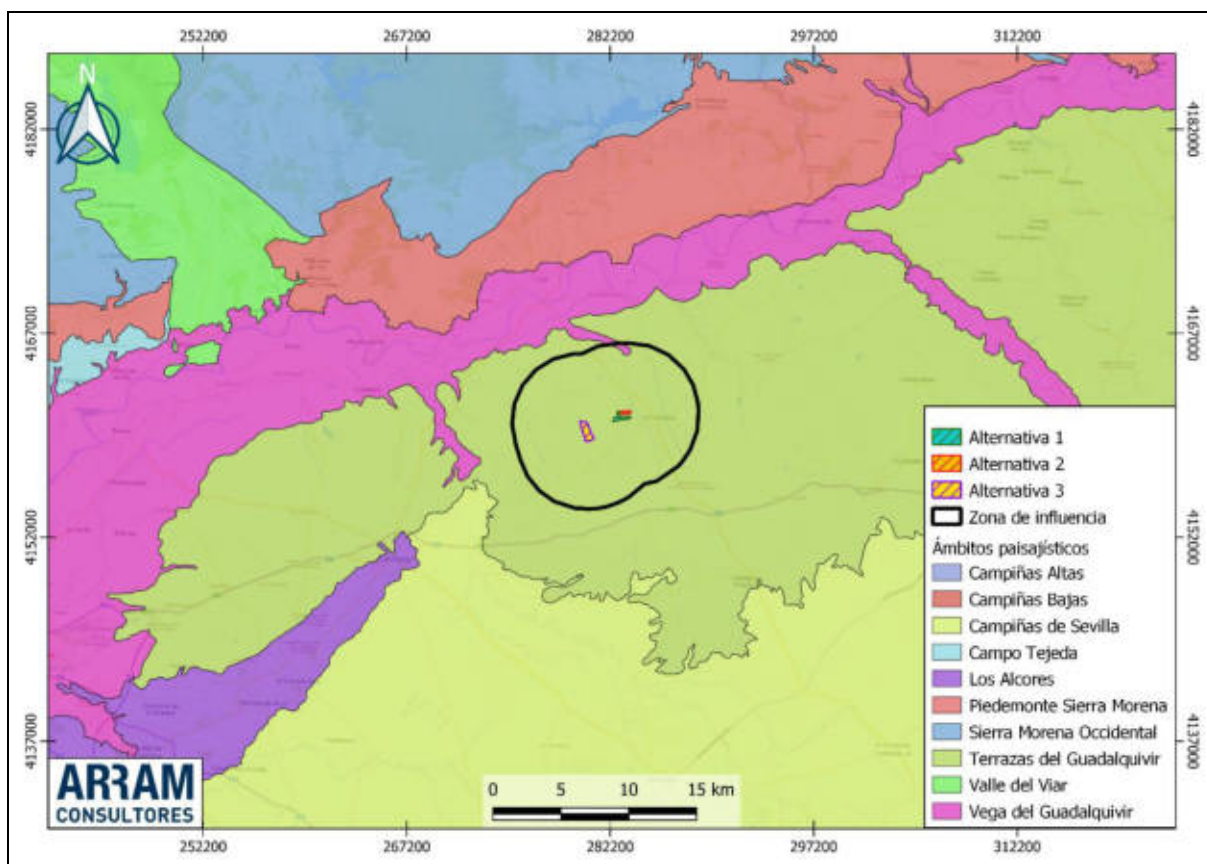 252200 267200 282200 297200 312200
N
4182000 4182000
4167000 4167000
4152000 4152000
4137000 4137000
Alternativa 1
Alternativa 2
Alternativa 3
Zona de influencia
Ámbitos paisajísticos
Campiñas Altas
Campiñas Bajas
Campiñas de Sevilla
Campo Tejeda
Los Alcores
Piedemonte Sierra Morena
Sierra Morena Occidental
Terrazas del Guadalquivir
Valle del Viar
Vega del Guadalquivir
ARRAM
CONSULTORES
0 5 10 15 km
252200 267200 282200 297200 312200